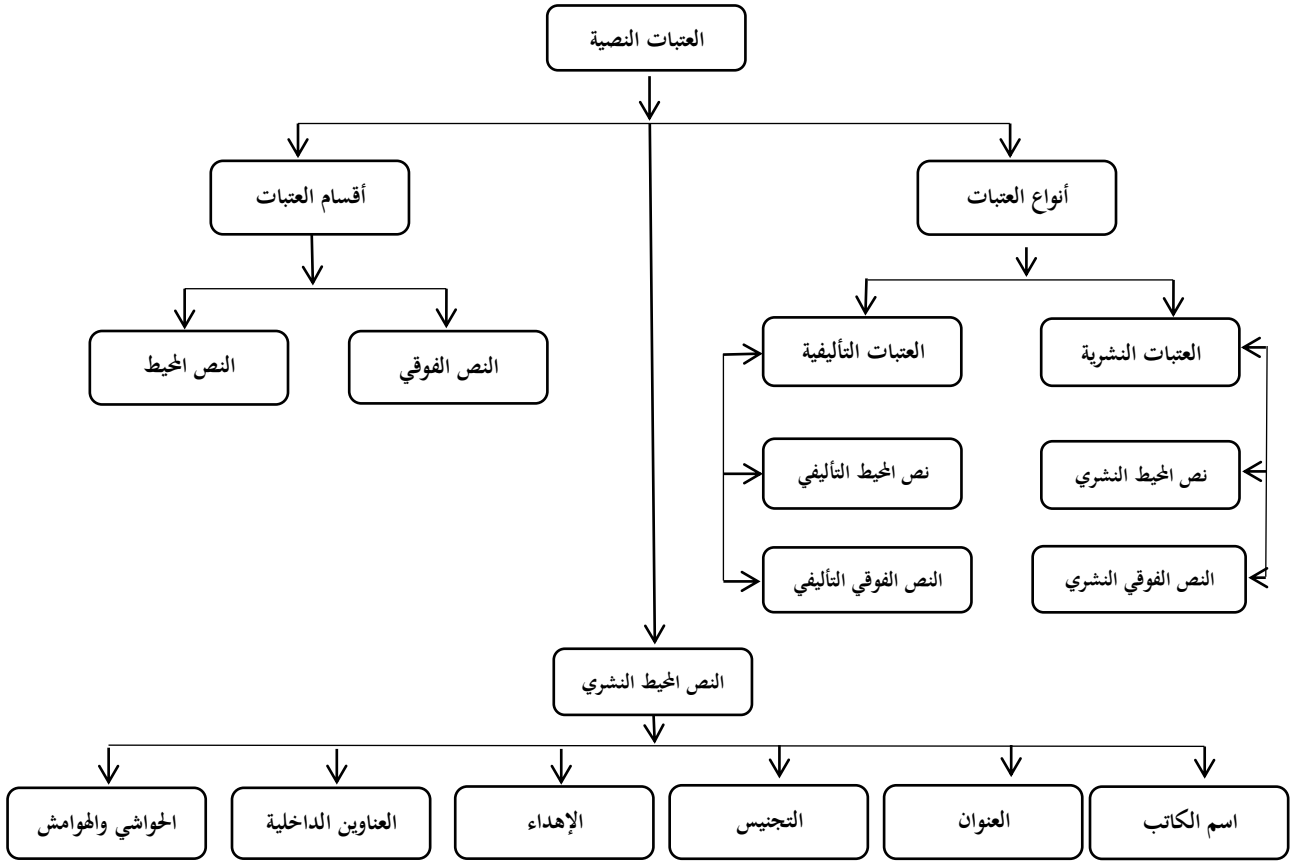 العتبات النصية
أنواع العتبات
أقسام العتبات
العتبات النشرية
العتبات التأليفية
النص الفوقي
النص المحيط
نص المحيط النشري
نص المحيط التأليفي
النص الفوقي النشري
النص الفوقي التأليفي
النص المحيط النشري
اسم الكاتب
العنوان
التجنيس
الإهداء
العناوين الداخلية
الحواشي والهوامش